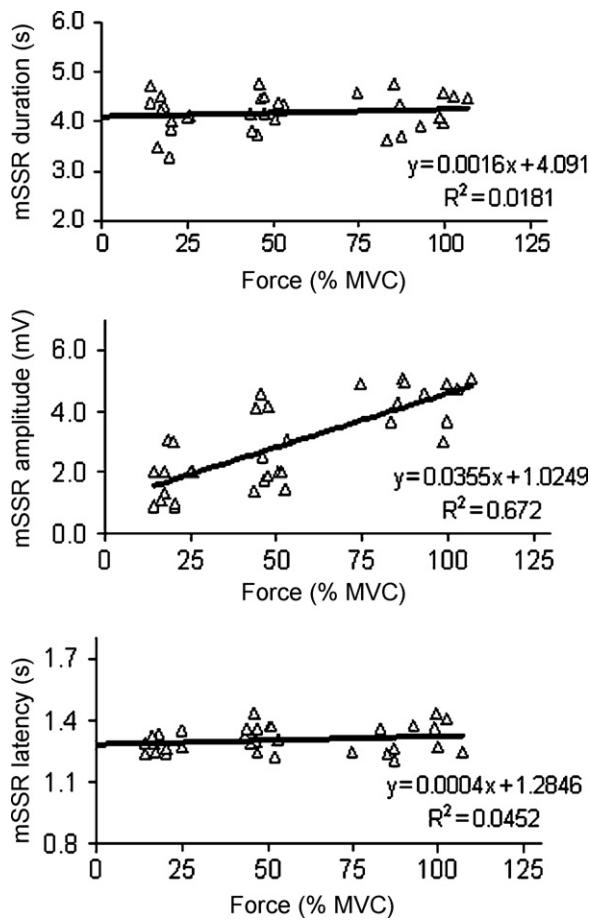 mSSR duration (s)
6.0
5.0
4.0
3.0
2.0
y=0.0016x+4.091
R²=0.0181
0 25 50 75 100 125
Force (% MVC)
mSSR amplitude (mV)
6.0
4.0
2.0
0.0
y=0.0355x+1.0249
R²=0.672
0 25 50 75 100 125
Force (% MVC)
mSSR latency (s)
1.7
1.4
1.1
0.8
y=0.0004x+1.2846
R²=0.0452
0 25 50 75 100 125
Force (% MVC)